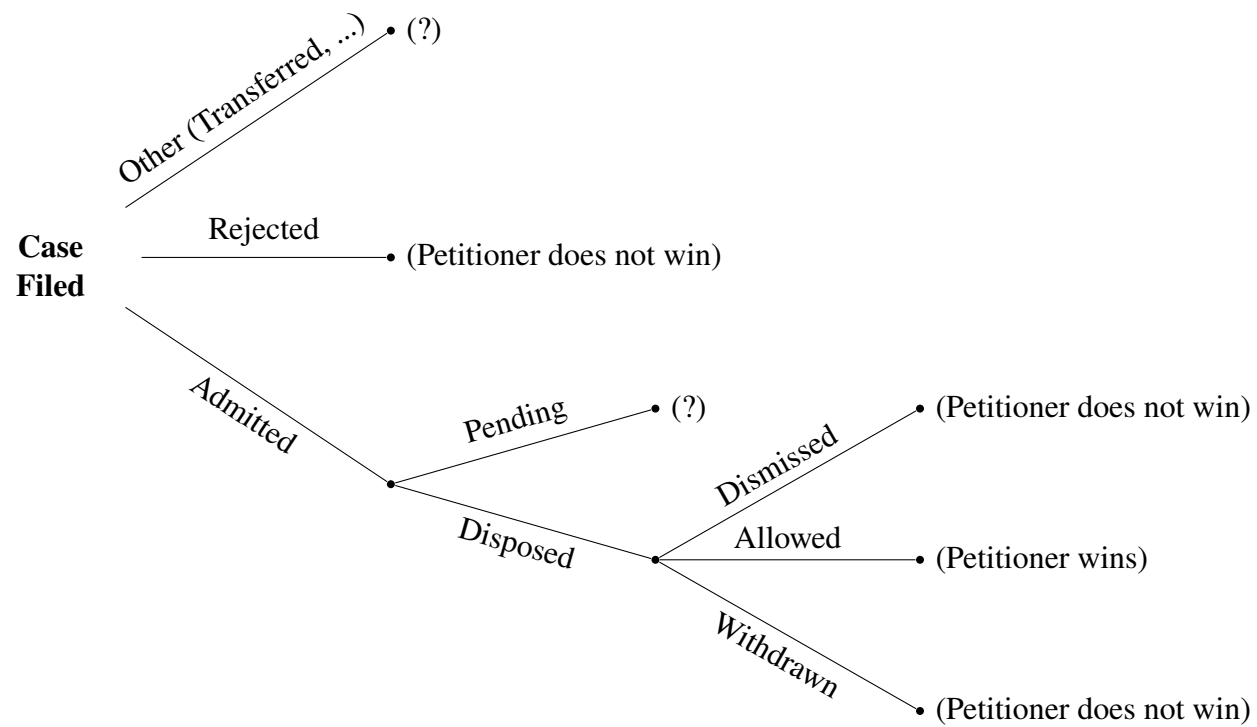 Other (Transferred, ...)
(?)
Case
Filed
Rejected
(Petitioner does not win)
Admitted
Pending
(?)
Disposed
Dismissed
(Petitioner does not win)
Allowed
(Petitioner wins)
Withdrawn
(Petitioner does not win)